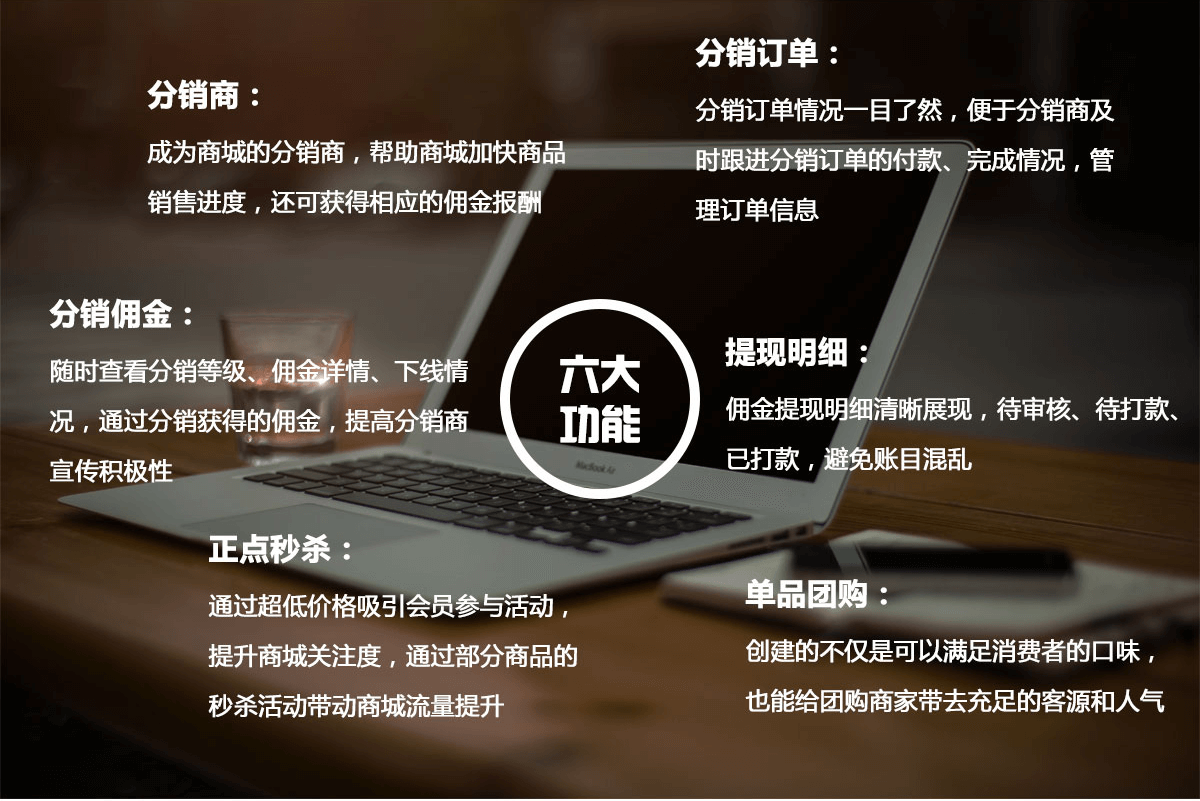 分销商：
成为商城的分销商，帮助商城加快商品
销售进度，还可获得相应的佣金报酬
分销订单：
分销订单情况一目了然，便于分销商及
时跟进分销订单的付款、完成情况，管
理订单信息
分销佣金：
随时查看分销等级、佣金详情、下线情
况，通过分销获得的佣金，提高分销商
宣传积极性
六大
功能
MacBook Air
提现明细：
佣金提现明细清晰展现，待审核、待打款、
已打款，避免账目混乱
正点秒杀：
通过超低价格吸引会员参与活动，
提升商城关注度，通过部分商品的
秒杀活动带动商城流量提升
单品团购：
创建的不仅是可以满足消费者的口味，
也能给团购商家带去充足的客源和人气